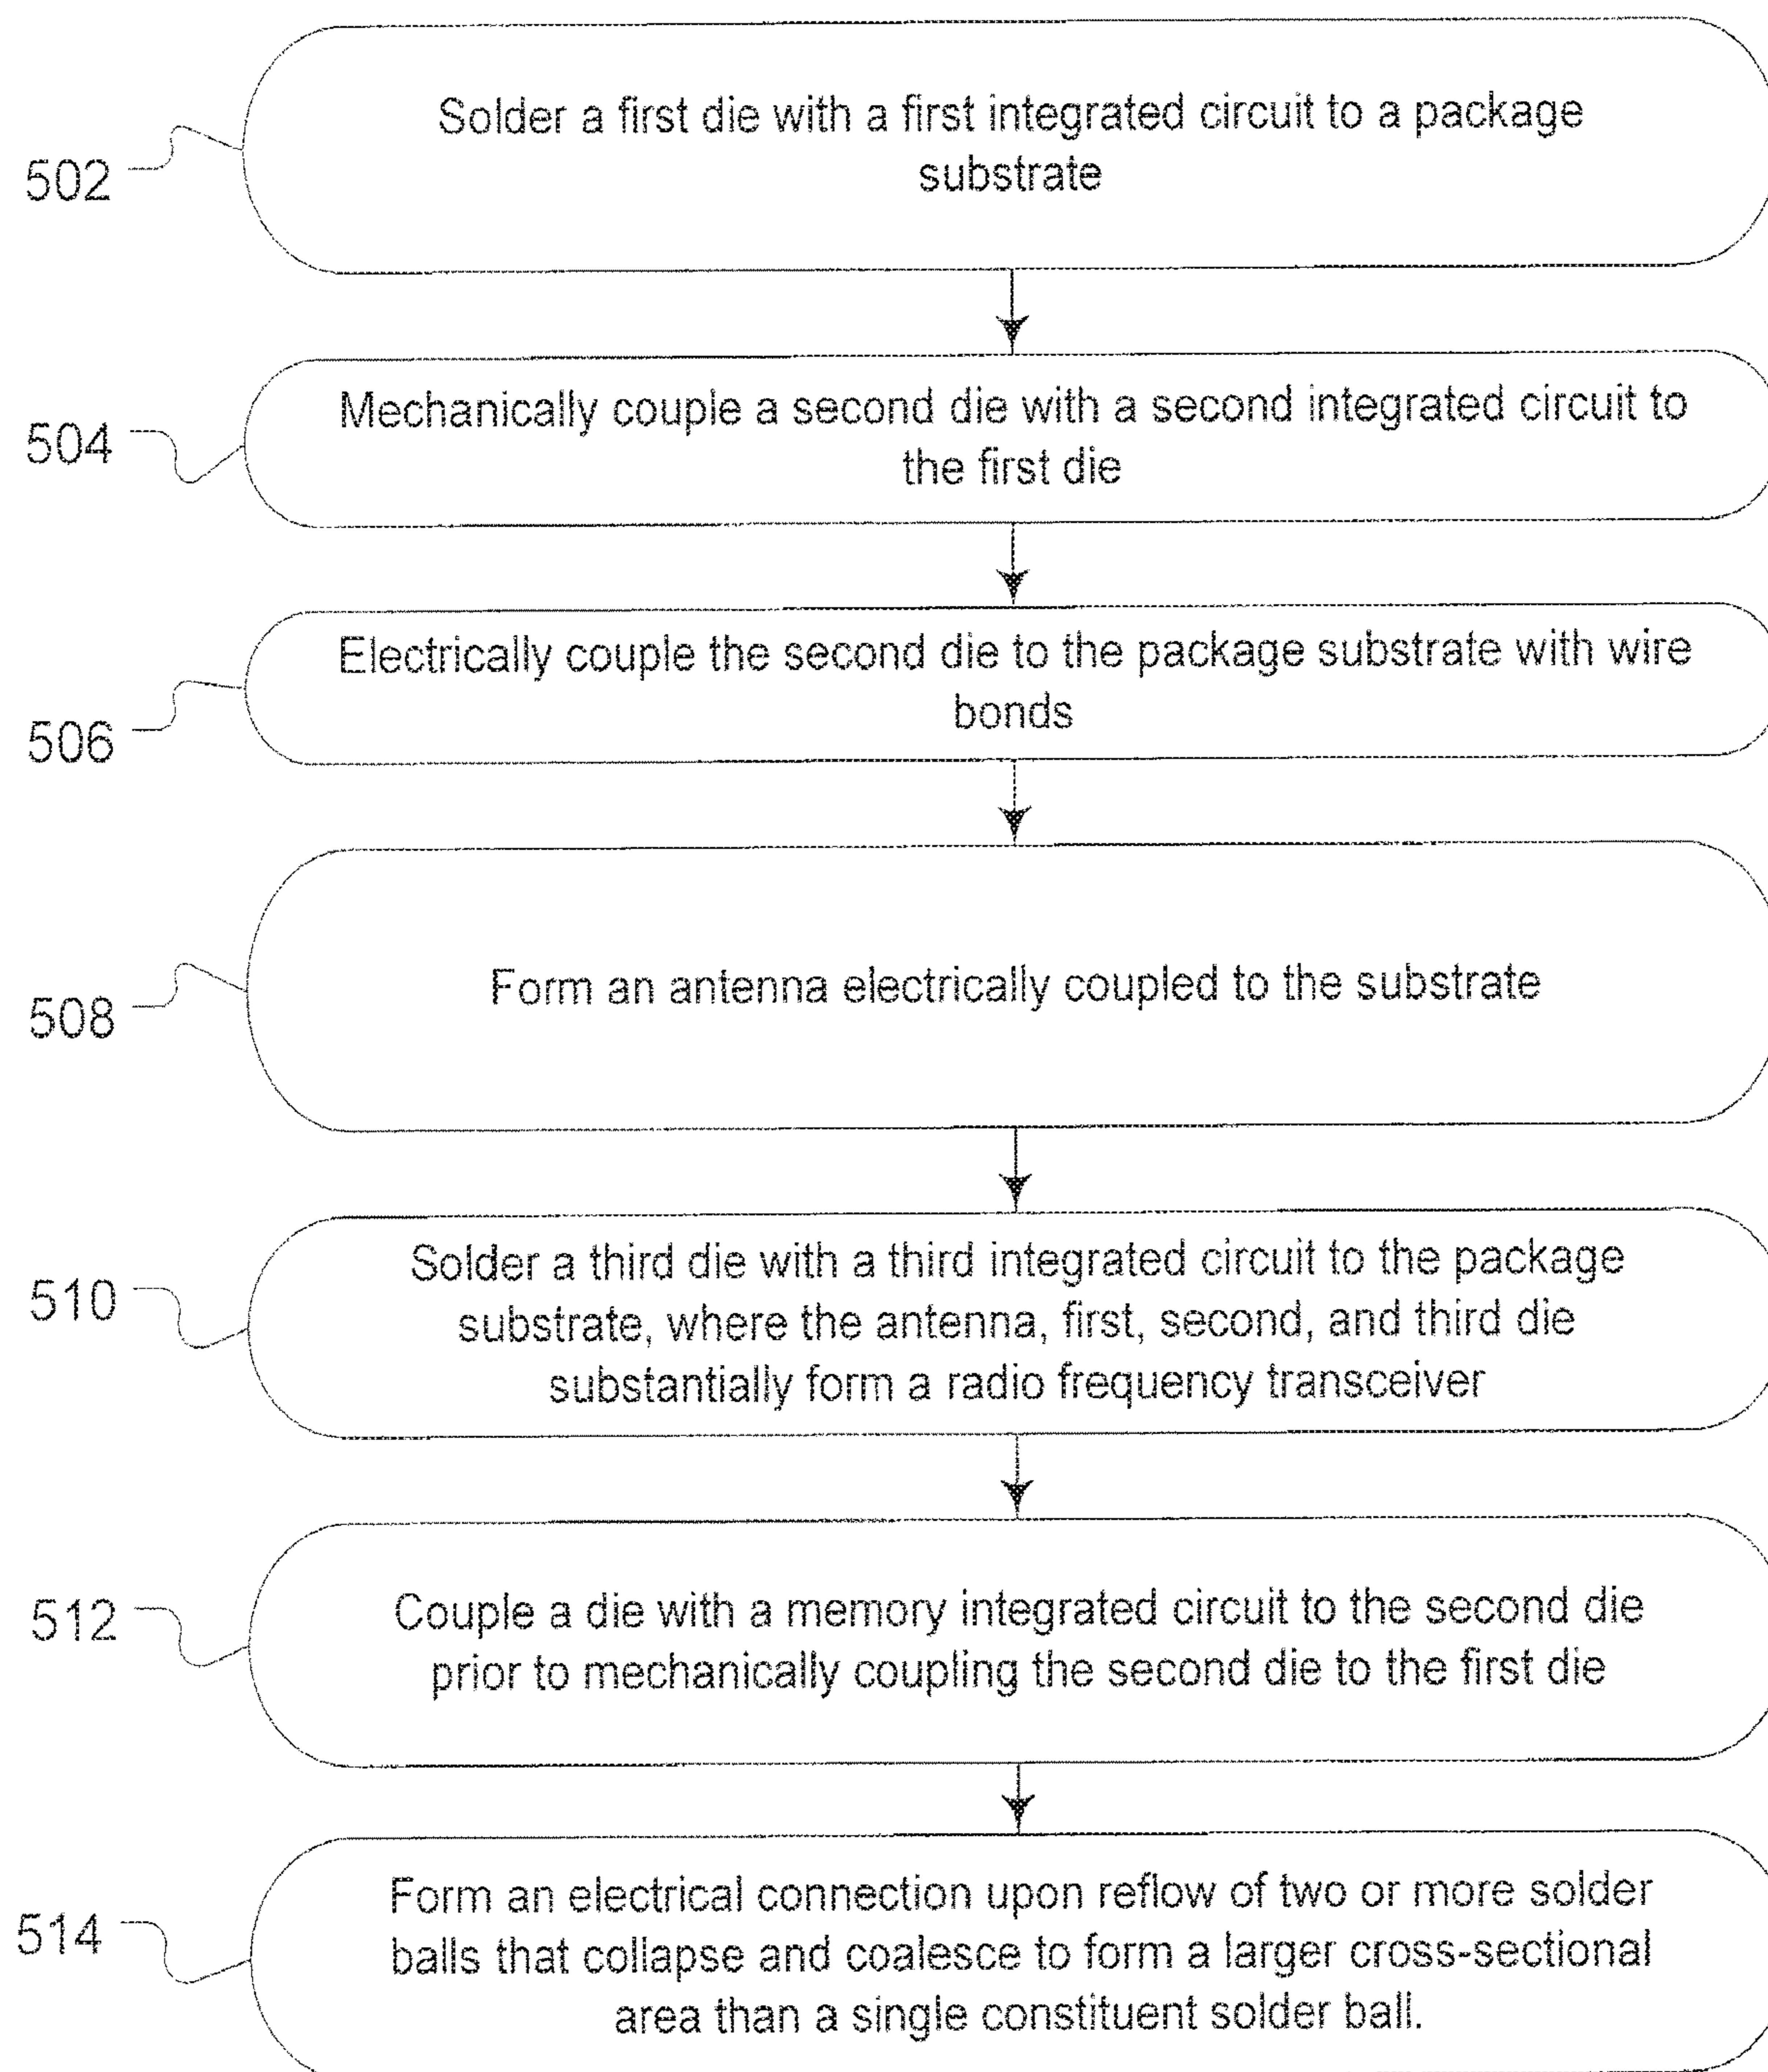 Solder a first die with a first integrated circuit to a package
substrate
502
Mechanically couple a second die with a second integrated circuit to
the first die
504
Electrically couple the second die to the package substrate with wire
bonds
506
Form an antenna electrically coupled to the substrate
508
Solder a third die with a third integrated circuit to the package
substrate, where the antenna, first, second, and third die
substantially form a radio frequency transceiver
510
Couple a die with a memory integrated circuit to the second die
prior to mechanically coupling the second die to the first die
512
Form an electrical connection upon reflow of two or more solder
balls that collapse and coalesce to form a larger cross-sectional
area than a single constituent solder ball.
514